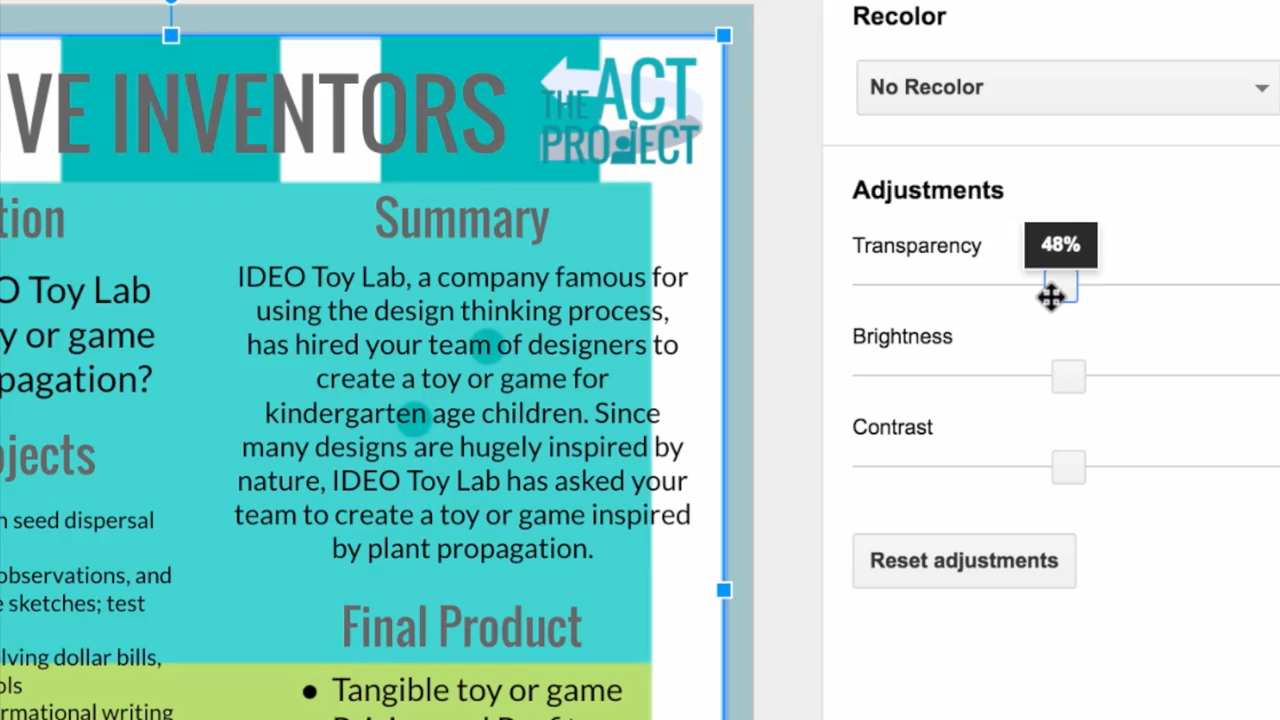 VE INVENTORS
THE ACT
PROJECT
tion
O Toy Lab
y or game
pagation?
jects
n seed dispersal
observations, and
e sketches; test
lving dollar bills,
ols
rmational writing
Summary
IDEO Toy Lab, a company famous for
using the design thinking process,
has hired your team of designers to
create a toy or game for
kindergarten age children. Since
many designs are hugely inspired by
nature, IDEO Toy Lab has asked your
team to create a toy or game inspired
by plant propagation.
Final Product
● Tangible toy or game
Recolor
No Recolor
Adjustments
Transparency
48%
Brightness
Contrast
Reset adjustments